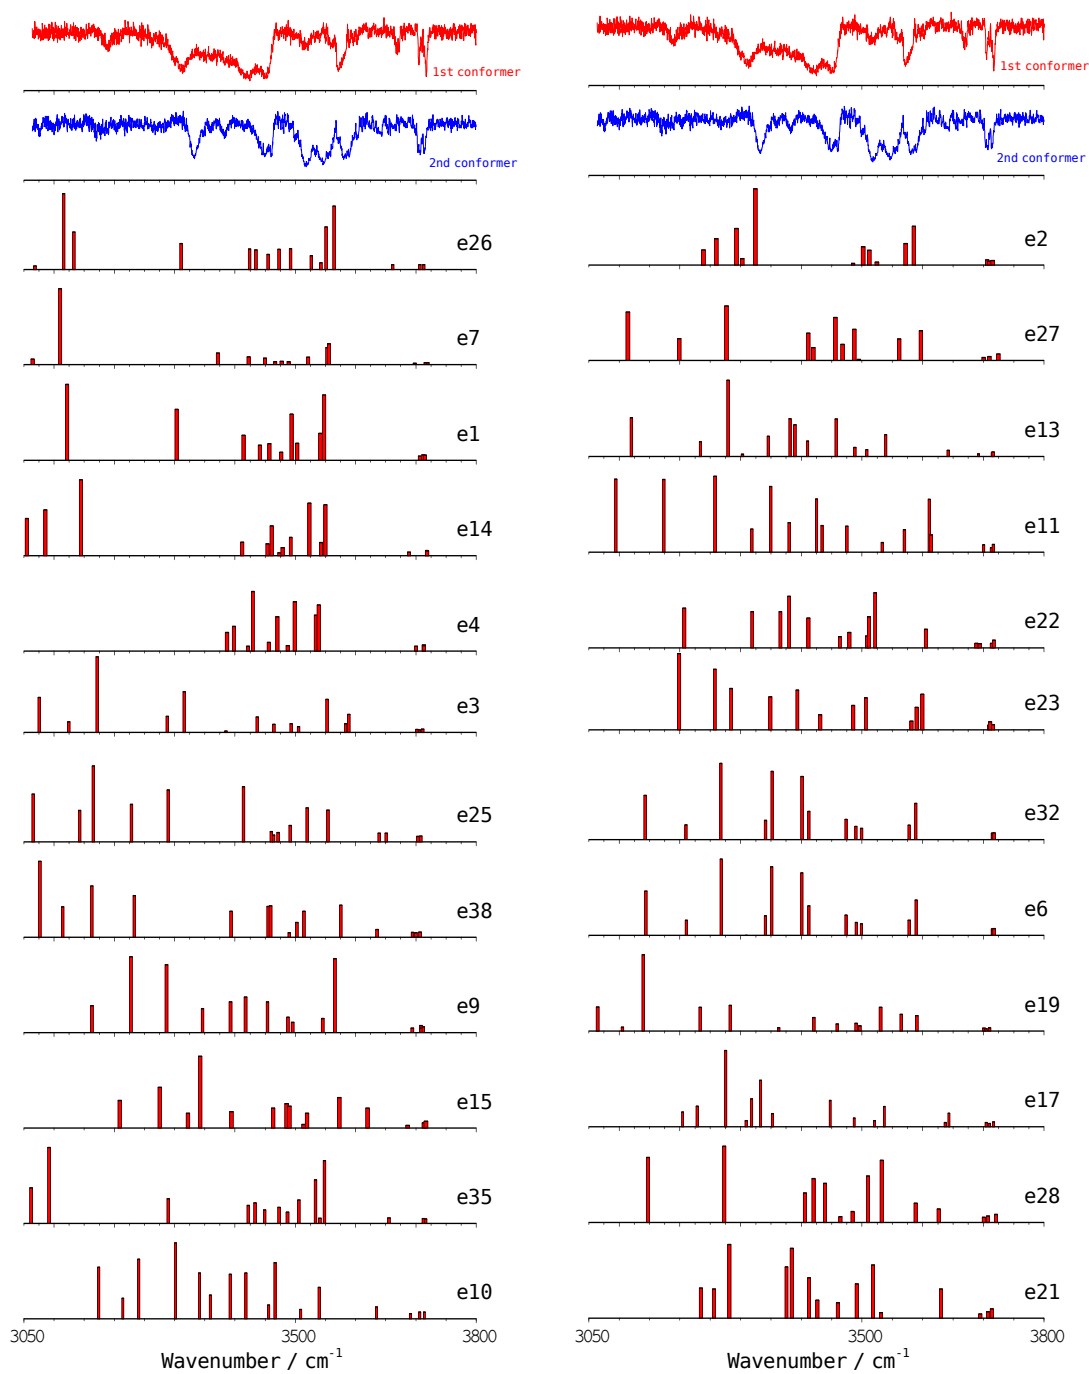 1st conformer
2nd conformer
e26
e7
e1
e14
e4
e3
e25
e38
e9
e15
e35
e10
3050
3500
3800
Wavenumber / cm-1
1st conformer
2nd conformer
e2
e27
e13
e11
e22
e23
e32
e6
e19
e17
e28
e21
3050
3500
3800
Wavenumber / cm-1